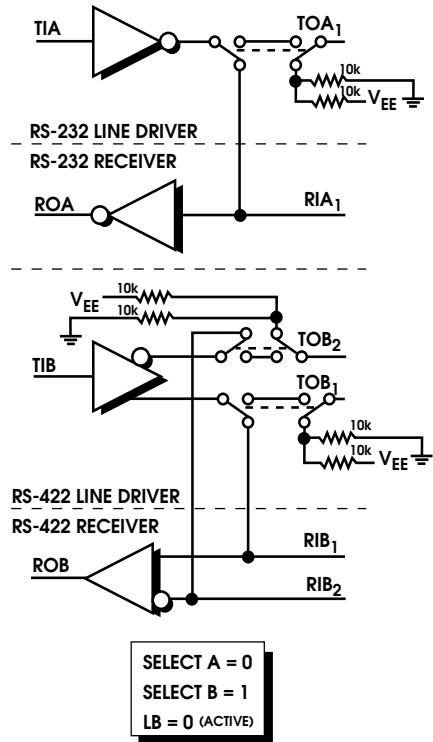 TIA
TOA1
10k
10k
VEE
RS-232 LINE DRIVER
RS-232 RECEIVER
ROA
RIA1
10k
VEE
10k
TOB2
TIB
TOB1
10k
10k
VEE
RS-422 LINE DRIVER
RS-422 RECEIVER
RIB1
ROB
RIB2
SELECT A = 0
SELECT B = 1
LB = 0 (ACTIVE)